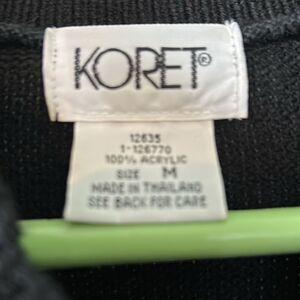 KORET®
12635
1-126770
100% ACRYLIC
SIZE M
MADE IN THAILAND
SEE BACK FOR CARE